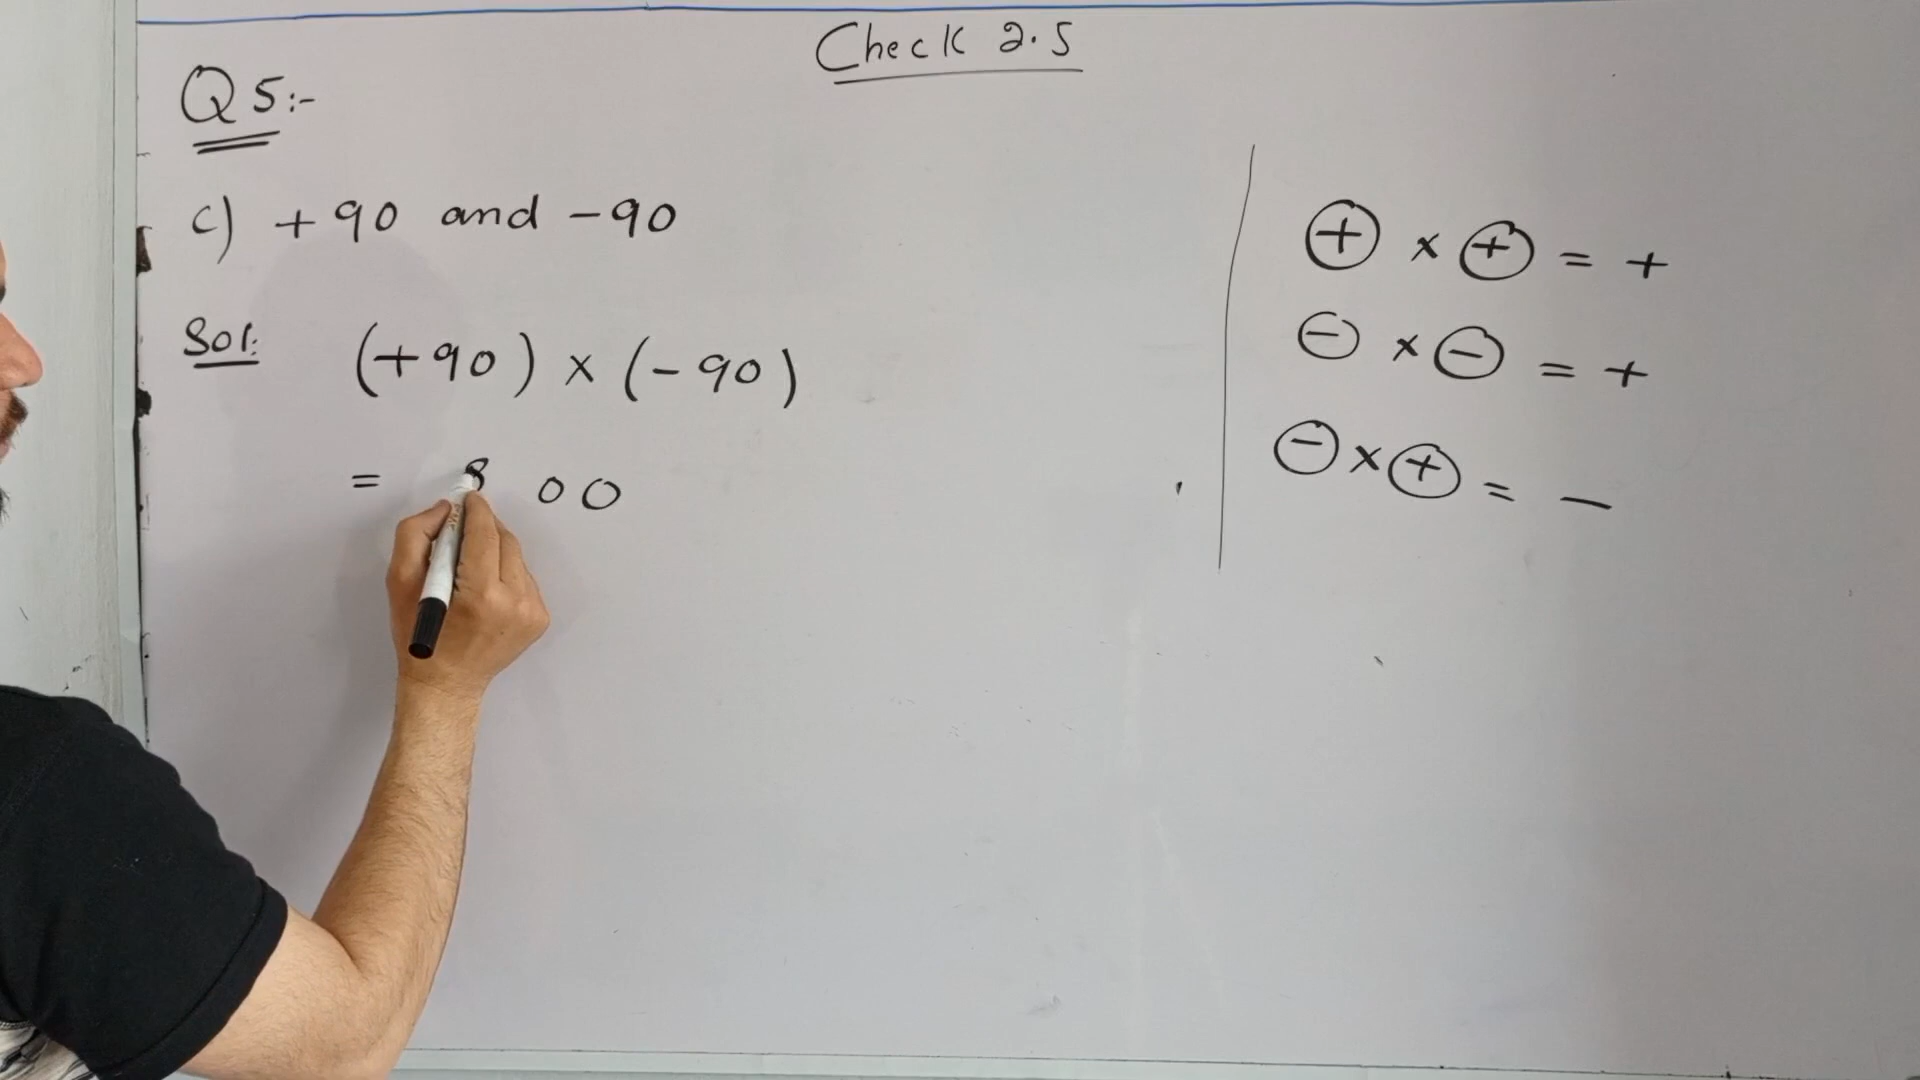 Check 2.5
Q5:-
c) +90 and -90
Sol:
(+90) × (-90)
= 8 00
⊕ × ⊕ = +
⊖ × ⊖ = +
⊖ × ⊕ = -